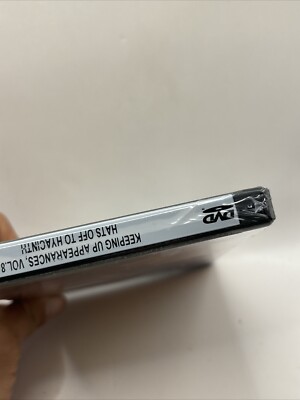 DVD
KEEPING UP APPEARANCES, VOL.8
HATS OFF TO HYACINTH